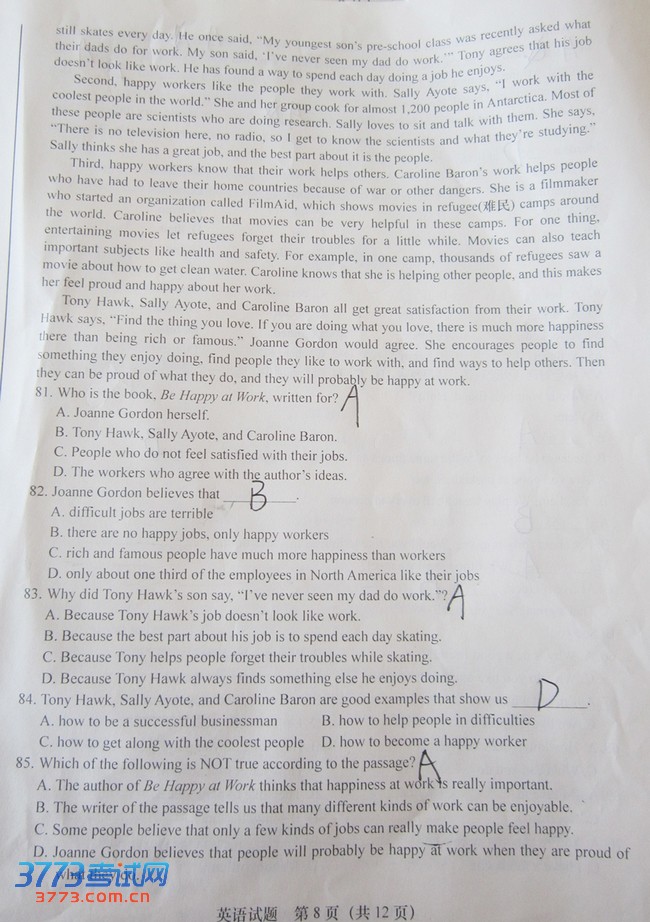 still skates every day. He once said, “My youngest son's pre-school class was recently asked what
their dads do for work. My son said, ‘I've never seen my dad do work.’” Tony agrees that his job
doesn't look like work. He has found a way to spend each day doing a job he enjoys.
Second, happy workers like the people they work with. Sally Ayote says, “I work with the
coolest people in the world.” She and her group cook for almost 1,200 people in Antarctica. Most of
these people are scientists who are doing research. Sally loves to sit and talk with them. She says,
“There is no television here, no radio, so I get to know the scientists and what they're studying.”
Sally thinks she has a great job, and the best part about it is the people.
Third, happy workers know that their work helps others. Caroline Baron's work helps people
who have had to leave their home countries because of war or other dangers. She is a filmmaker
who started an organization called FilmAid, which shows movies in refugee(难民) camps around
the world. Caroline believes that movies can be very helpful in these camps. For one thing,
entertaining movies let refugees forget their troubles for a little while. Movies can also teach
important subjects like health and safety. For example, in one camp, thousands of refugees saw a
movie about how to get clean water. Caroline knows that she is helping other people, and this makes
her feel proud and happy about her work.
Tony Hawk, Sally Ayote, and Caroline Baron all get great satisfaction from their work. Tony
Hawk says, “Find the thing you love. If you are doing what you love, there is much more happiness
there than being rich or famous.” Joanne Gordon would agree. She encourages people to find
something they enjoy doing, find people they like to work with, and find ways to help others. Then
they can be proud of what they do, and they will probably be happy at work.
81. Who is the book, Be Happy at Work, written for? A
A. Joanne Gordon herself.
B. Tony Hawk, Sally Ayote, and Caroline Baron.
C. People who do not feel satisfied with their jobs.
D. The workers who agree with the author's ideas.
82. Joanne Gordon believes that ___B___.
A. difficult jobs are terrible
B. there are no happy jobs, only happy workers
C. rich and famous people have much more happiness than workers
D. only about one third of the employees in North America like their jobs
83. Why did Tony Hawk's son say, “I've never seen my dad do work.”? A
A. Because Tony Hawk's job doesn't look like work.
B. Because the best part about his job is to spend each day skating.
C. Because Tony helps people forget their troubles while skating.
D. Because Tony Hawk always finds something else he enjoys doing.
84. Tony Hawk, Sally Ayote, and Caroline Baron are good examples that show us ___D___.
A. how to be a successful businessman B. how to help people in difficulties
C. how to get along with the coolest people D. how to become a happy worker
85. Which of the following is NOT true according to the passage? A
A. The author of Be Happy at Work thinks that happiness at work is really important.
B. The writer of the passage tells us that many different kinds of work can be enjoyable.
C. Some people believe that only a few kinds of jobs can really make people feel happy.
D. Joanne Gordon believes that people will probably be happy at work when they are proud of
what they do.
3773考试网
3773.com.cn
英语试题 第8页（共12页）